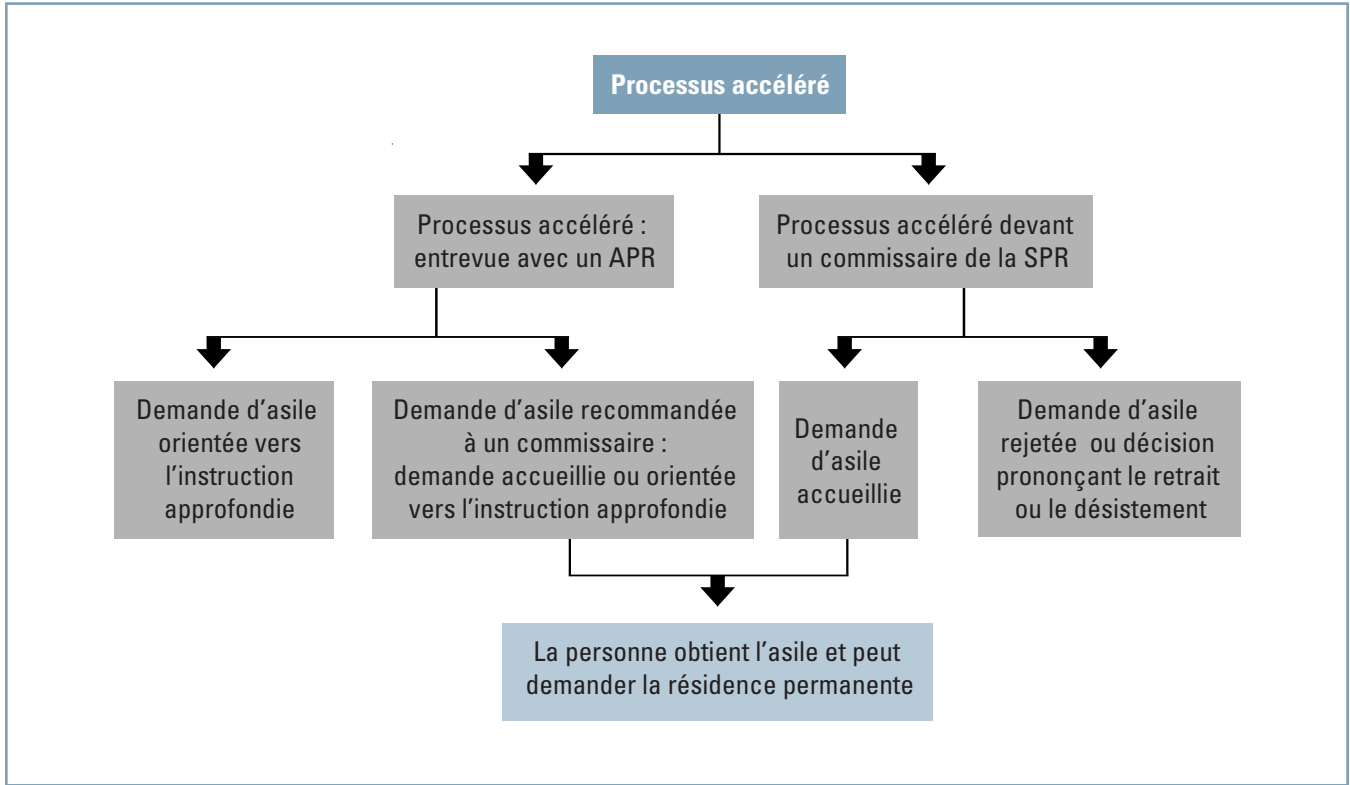 Processus accéléré
Processus accéléré :
entrevue avec un APR
Processus accéléré devant
un commissaire de la SPR
Demande d'asile
orientée vers
l'instruction
approfondie
Demande d'asile recommandée
à un commissaire :
demande accueillie ou orientée
vers l'instruction approfondie
Demande
d'asile
accueillie
Demande d'asile
rejetée ou décision
prononçant le retrait
ou le désistement
La personne obtient l'asile et peut
demander la résidence permanente